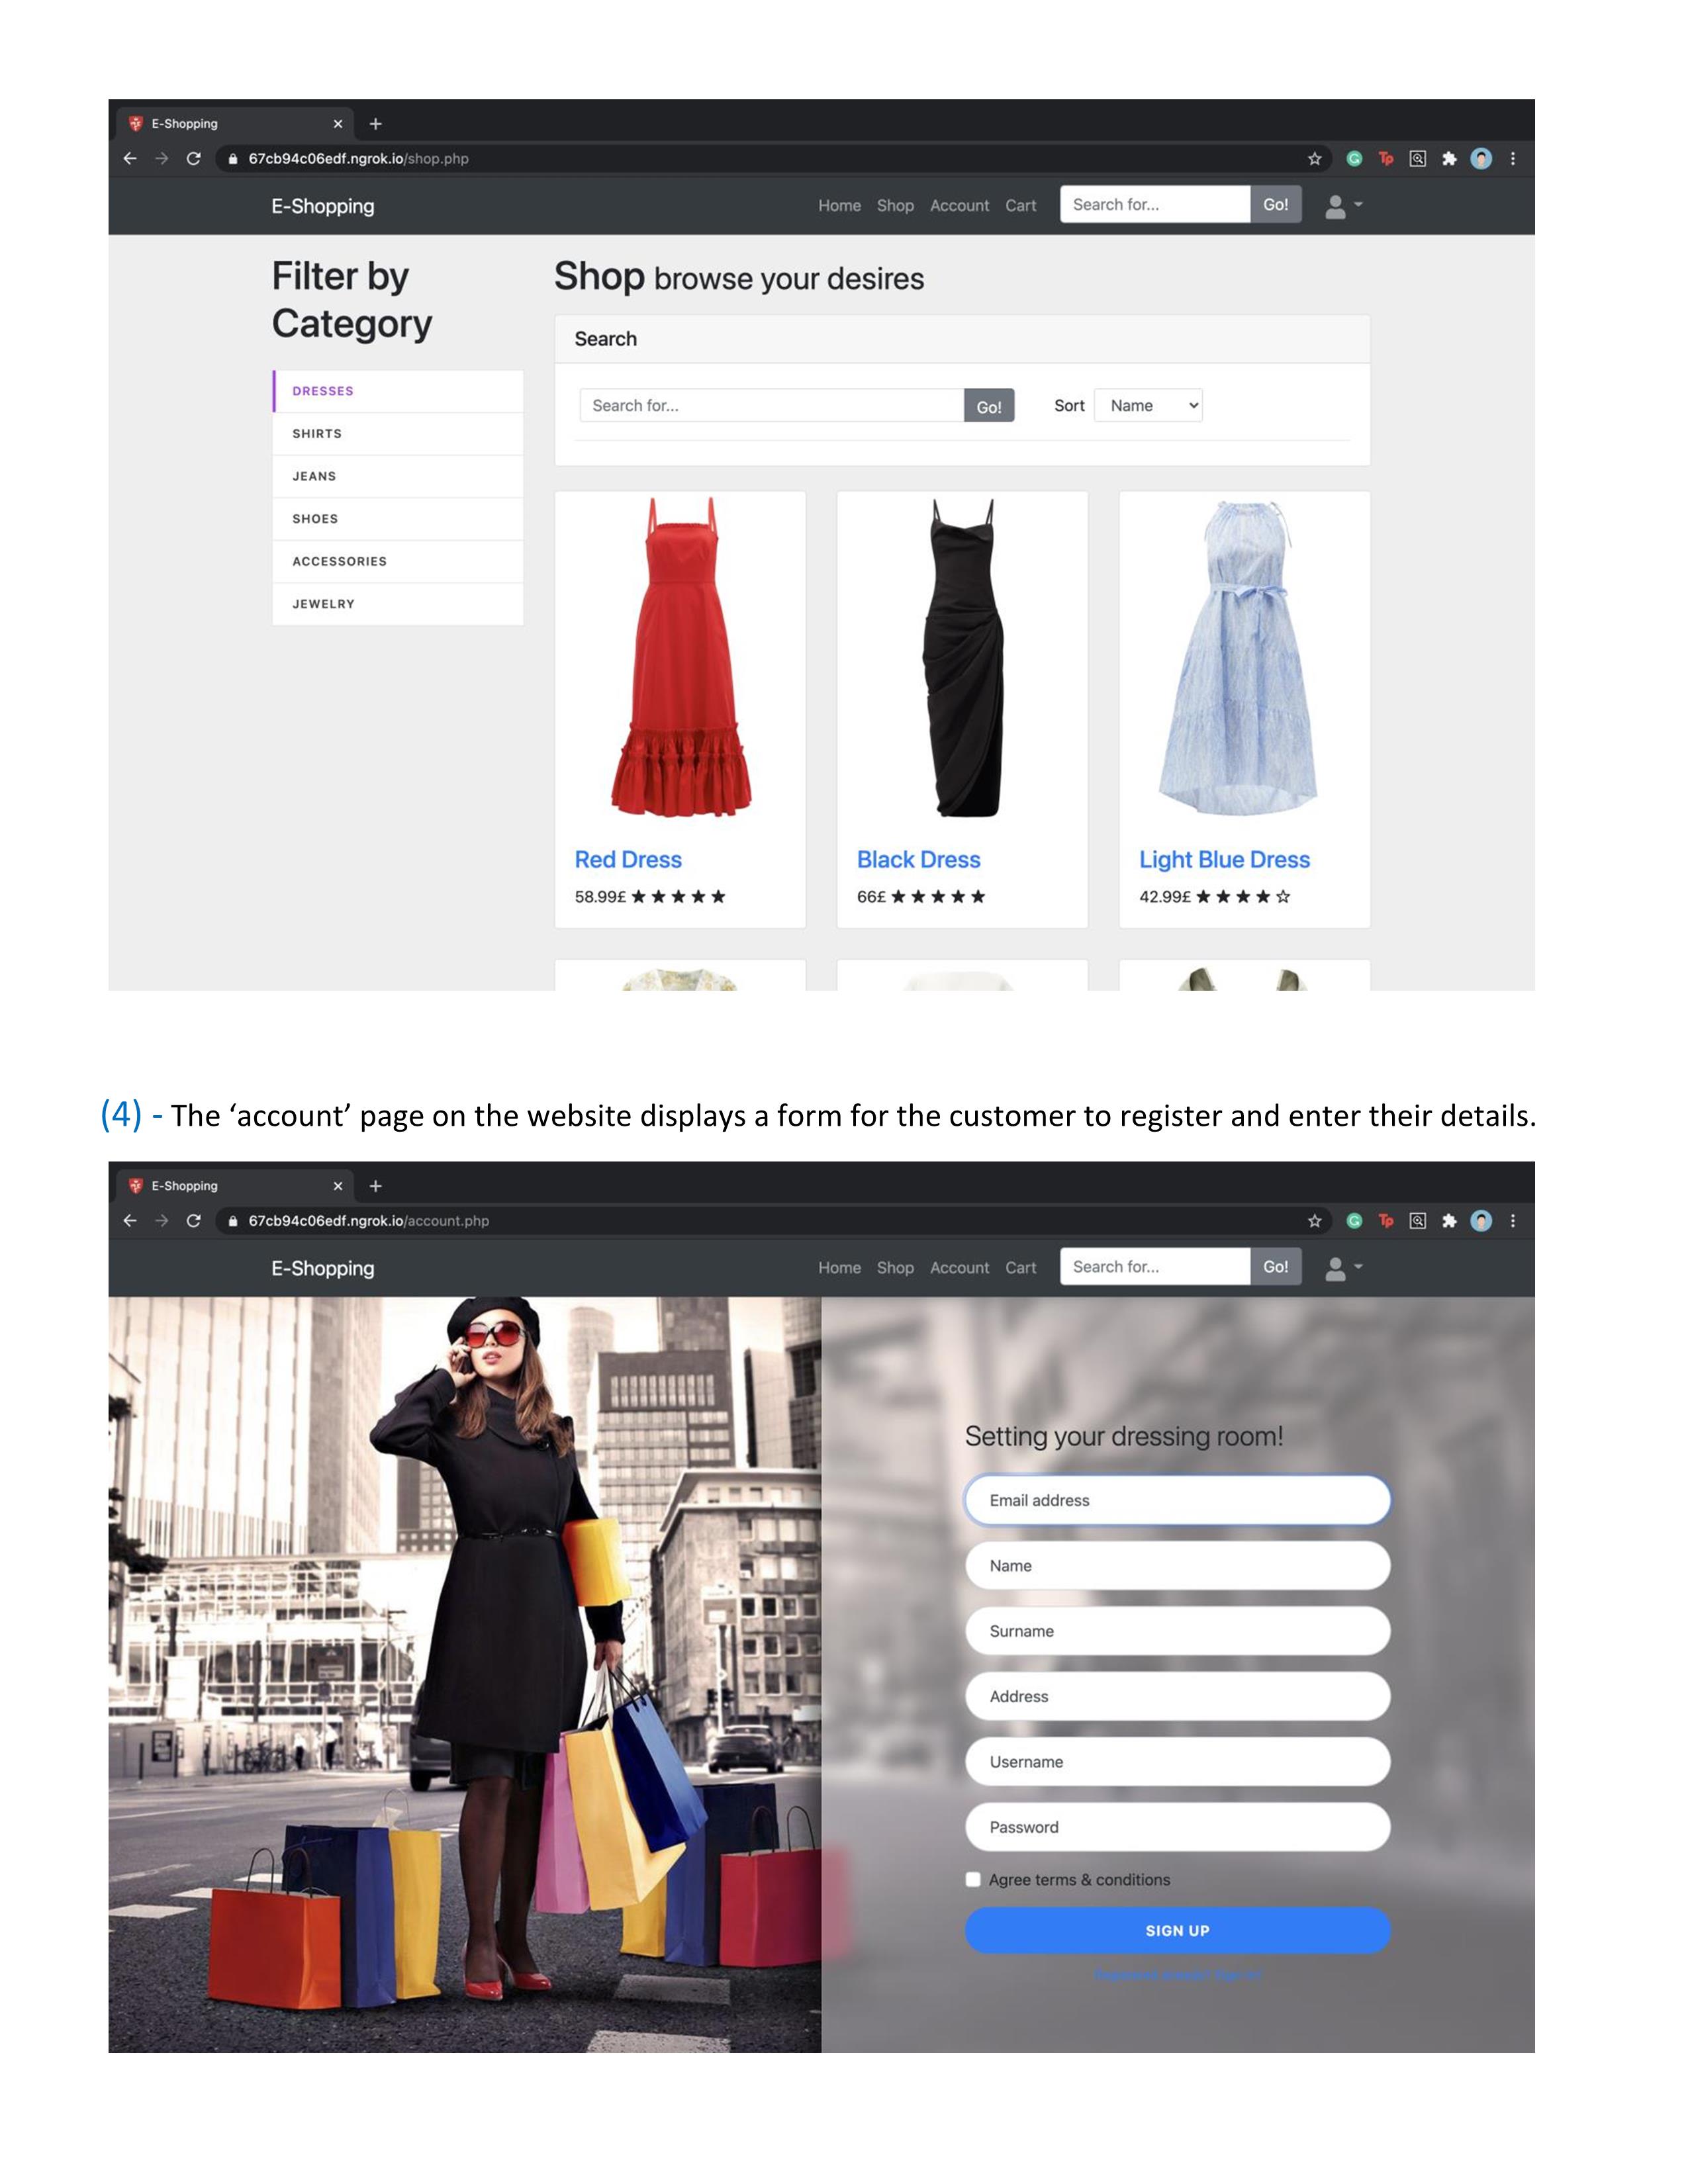 E-Shopping
67cb94c06edf.ngrok.io/shop.php
E-Shopping Home Shop Account Cart Search for... Go!
Filter by
Category
DRESSES
SHIRTS
JEANS
SHOES
ACCESSORIES
JEWELRY
Shop browse your desires
Search
Search for... Go! Sort Name
Red Dress
58.99£ ★★★★★
Black Dress
66£ ★★★★★
Light Blue Dress
42.99£ ★★★★☆
(4) - The ‘account’ page on the website displays a form for the customer to register and enter their details.
E-Shopping
67cb94c06edf.ngrok.io/account.php
E-Shopping Home Shop Account Cart Search for... Go!
Setting your dressing room!
Email address
Name
Surname
Address
Username
Password
Agree terms & conditions
SIGN UP